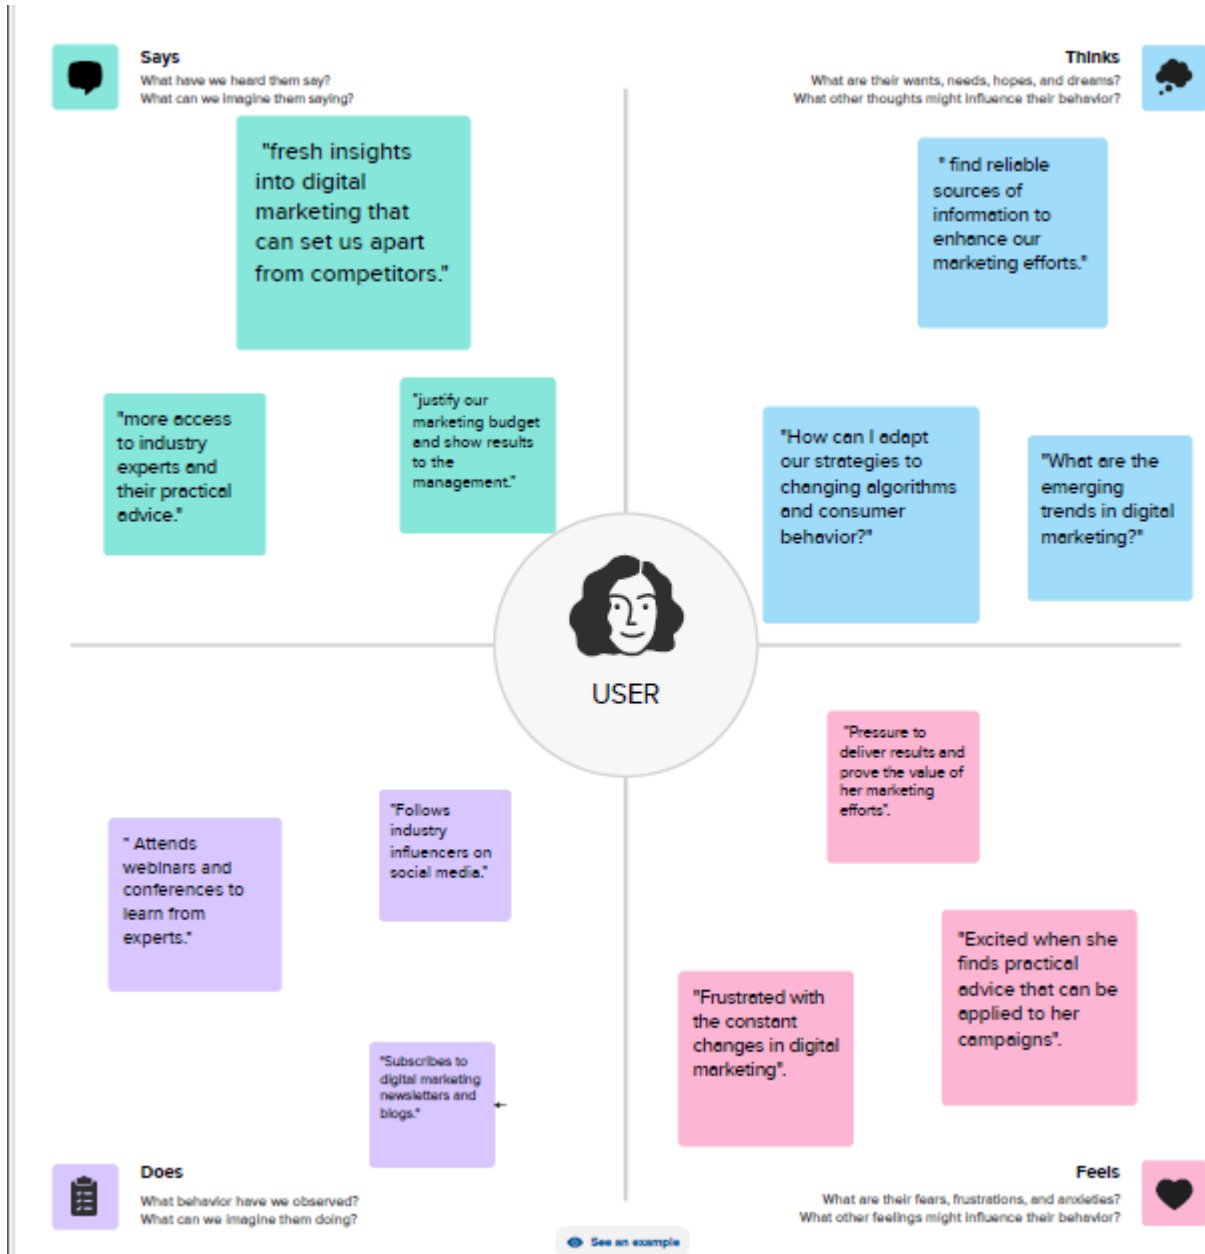 Says
What have we heard them say?
What can we imagine them saying?
"fresh insights
into digital
marketing that
can set us apart
from competitors."
"more access
to industry
experts and
their practical
advice."
"justify our
marketing budget
and show results
to the
management."
Thinks
What are their wants, needs, hopes, and dreams?
What other thoughts might influence their behavior?
" find reliable
sources of
information to
enhance our
marketing efforts."
"How can I adapt
our strategies to
changing algorithms
and consumer
behavior?"
"What are the
emerging
trends in digital
marketing?"
USER
" Attends
webinars and
conferences to
learn from
experts."
"Follows
industry
influencers on
social media."
"Subscribes to
digital marketing
newsletters and
blogs."
Does
What behavior have we observed?
What can we imagine them doing?
"Pressure to
deliver results and
prove the value of
her marketing
efforts".
"Frustrated with
the constant
changes in digital
marketing".
"Excited when she
finds practical
advice that can be
applied to her
campaigns".
Feels
What are their fears, frustrations, and anxieties?
What other feelings might influence their behavior?
See an example